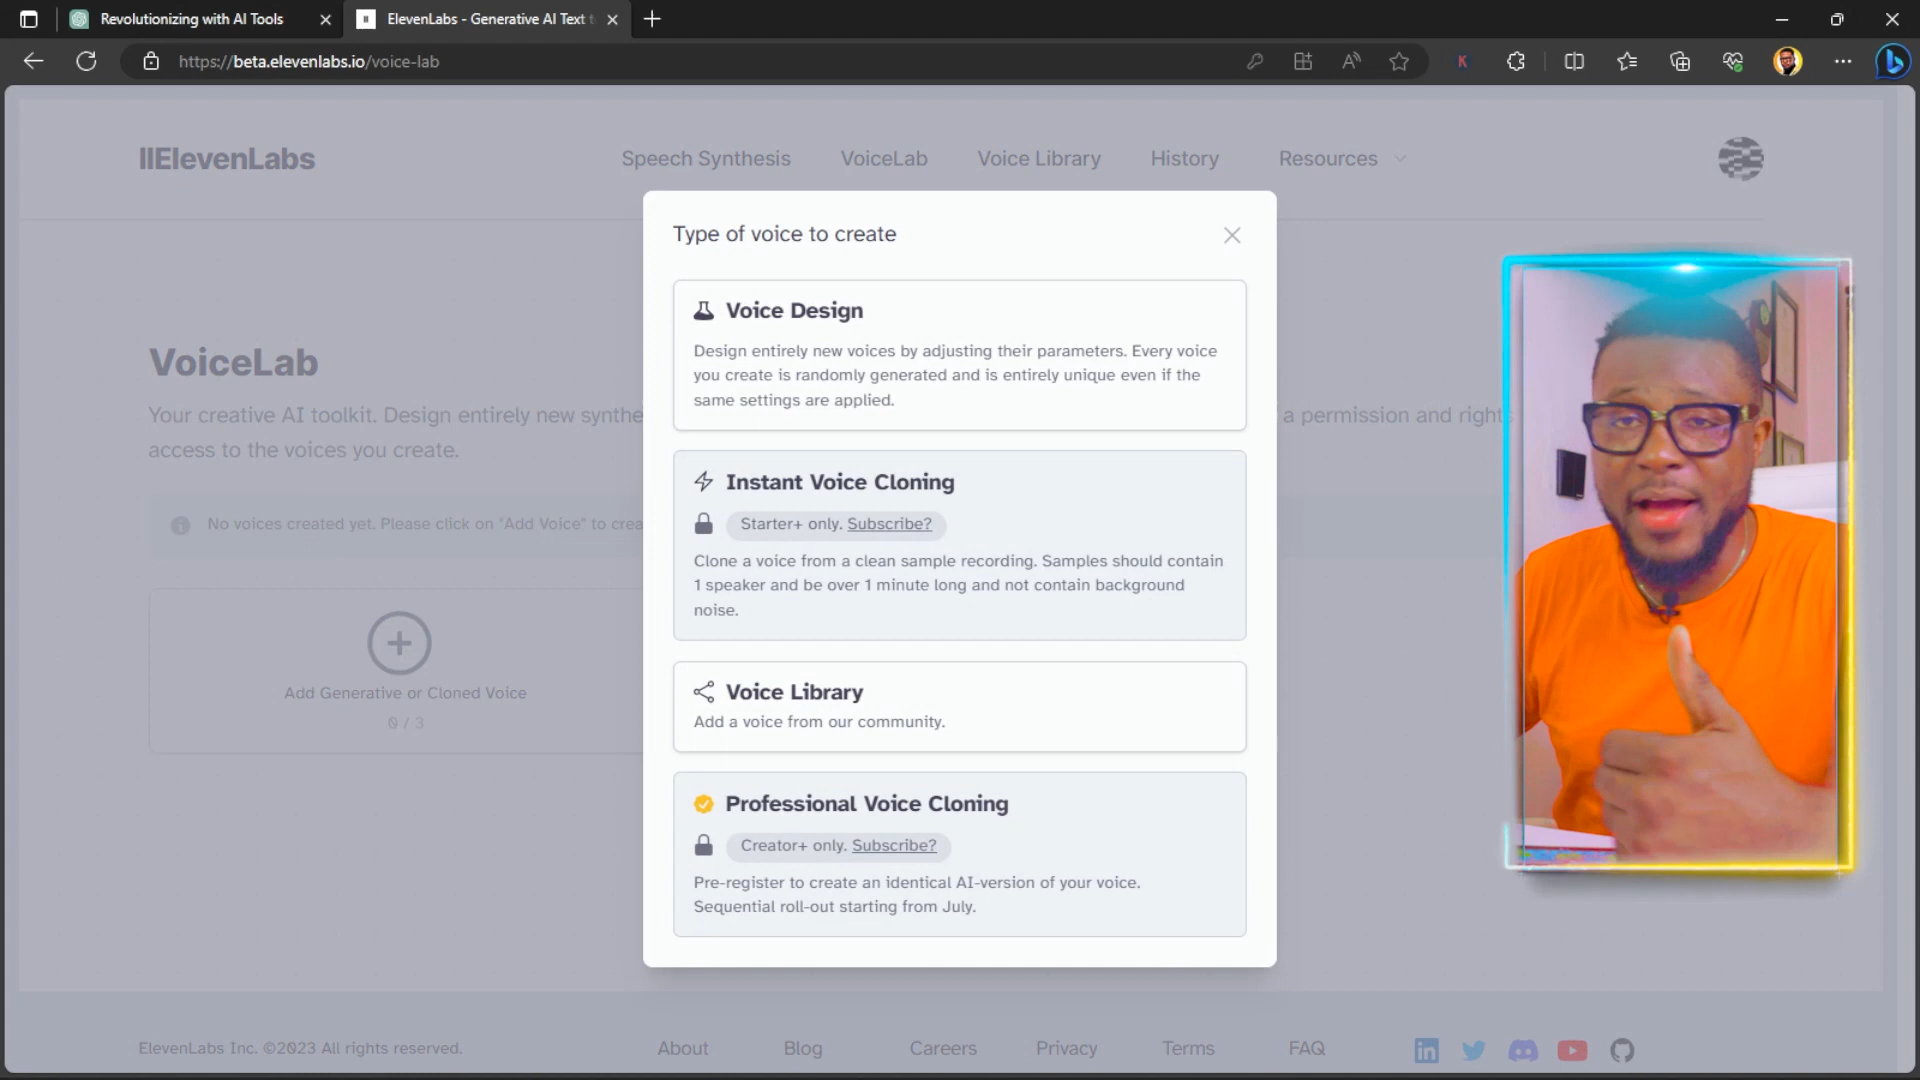 Revolutionizing with AI Tools
ElevenLabs - Generative AI Text t
https://beta.elevenlabs.io/voice-lab
IIElevenLabs
Speech Synthesis
VoiceLab
Voice Library
History
Resources
Type of voice to create
Voice Design
Design entirely new voices by adjusting their parameters. Every voice
you create is randomly generated and is entirely unique even if the
same settings are applied.
VoiceLab
Your creative AI toolkit. Design entirely new synthe
a permission and rights
access to the voices you create.
Instant Voice Cloning
Starter+ only. Subscribe?
Clone a voice from a clean sample recording. Samples should contain
1 speaker and be over 1 minute long and not contain background
noise.
No voices created yet. Please click on "Add Voice" to crea
Add Generative or Cloned Voice
0 / 3
Voice Library
Add a voice from our community.
Professional Voice Cloning
Creator+ only. Subscribe?
Pre-register to create an identical AI-version of your voice.
Sequential roll-out starting from July.
ElevenLabs Inc. ©2023 All rights reserved.
About
Blog
Careers
Privacy
Terms
FAQ